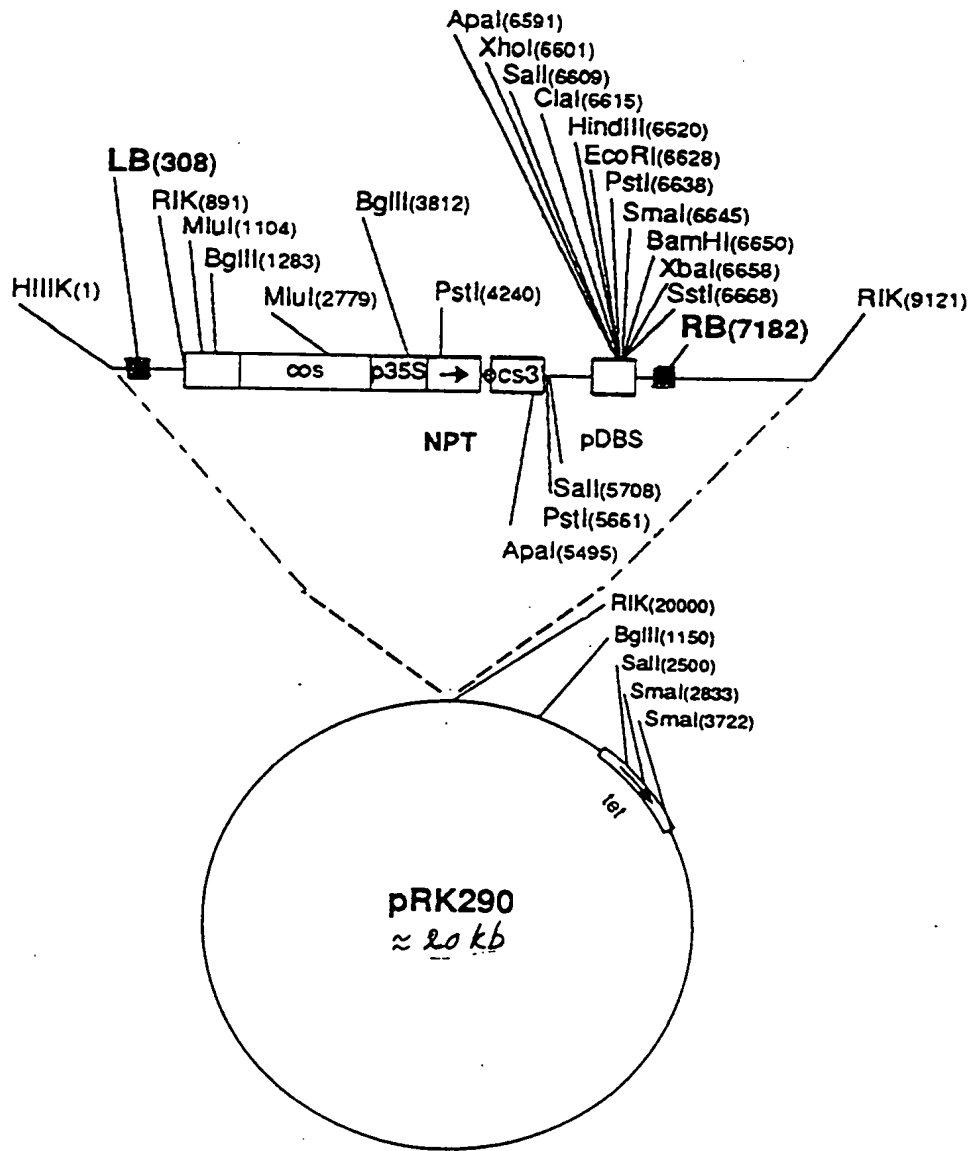 ApaI(6591)
XhoI(6601)
SalI(6609)
ClaI(6615)
HindIII(6620)
EcoRI(6628)
PstI(6638)
SmaI(6645)
BamHI(6650)
XbaI(6658)
SstI(6668)
LB(308)
RIK(891)
MluI(1104)
BglII(1283)
MluI(2779)
BglII(3812)
PstI(4240)
HIIIK(1)
RIK(9121)
RB(7182)
cos
p35S
cs3
NPT
pDBS
SalI(5708)
PstI(5661)
ApaI(5495)
RIK(20000)
BglII(1150)
SalI(2500)
SmaI(2833)
SmaI(3722)
tet
pRK290
≈ 20 kb